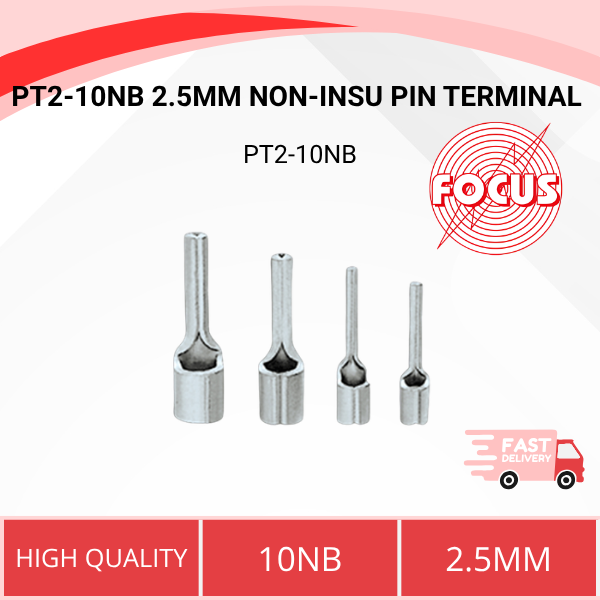 PT2-10NB 2.5MM NON-INSU PIN TERMINAL
PT2-10NB
FOCUS
FAST
DELIVERY
HIGH QUALITY
10NB
2.5MM